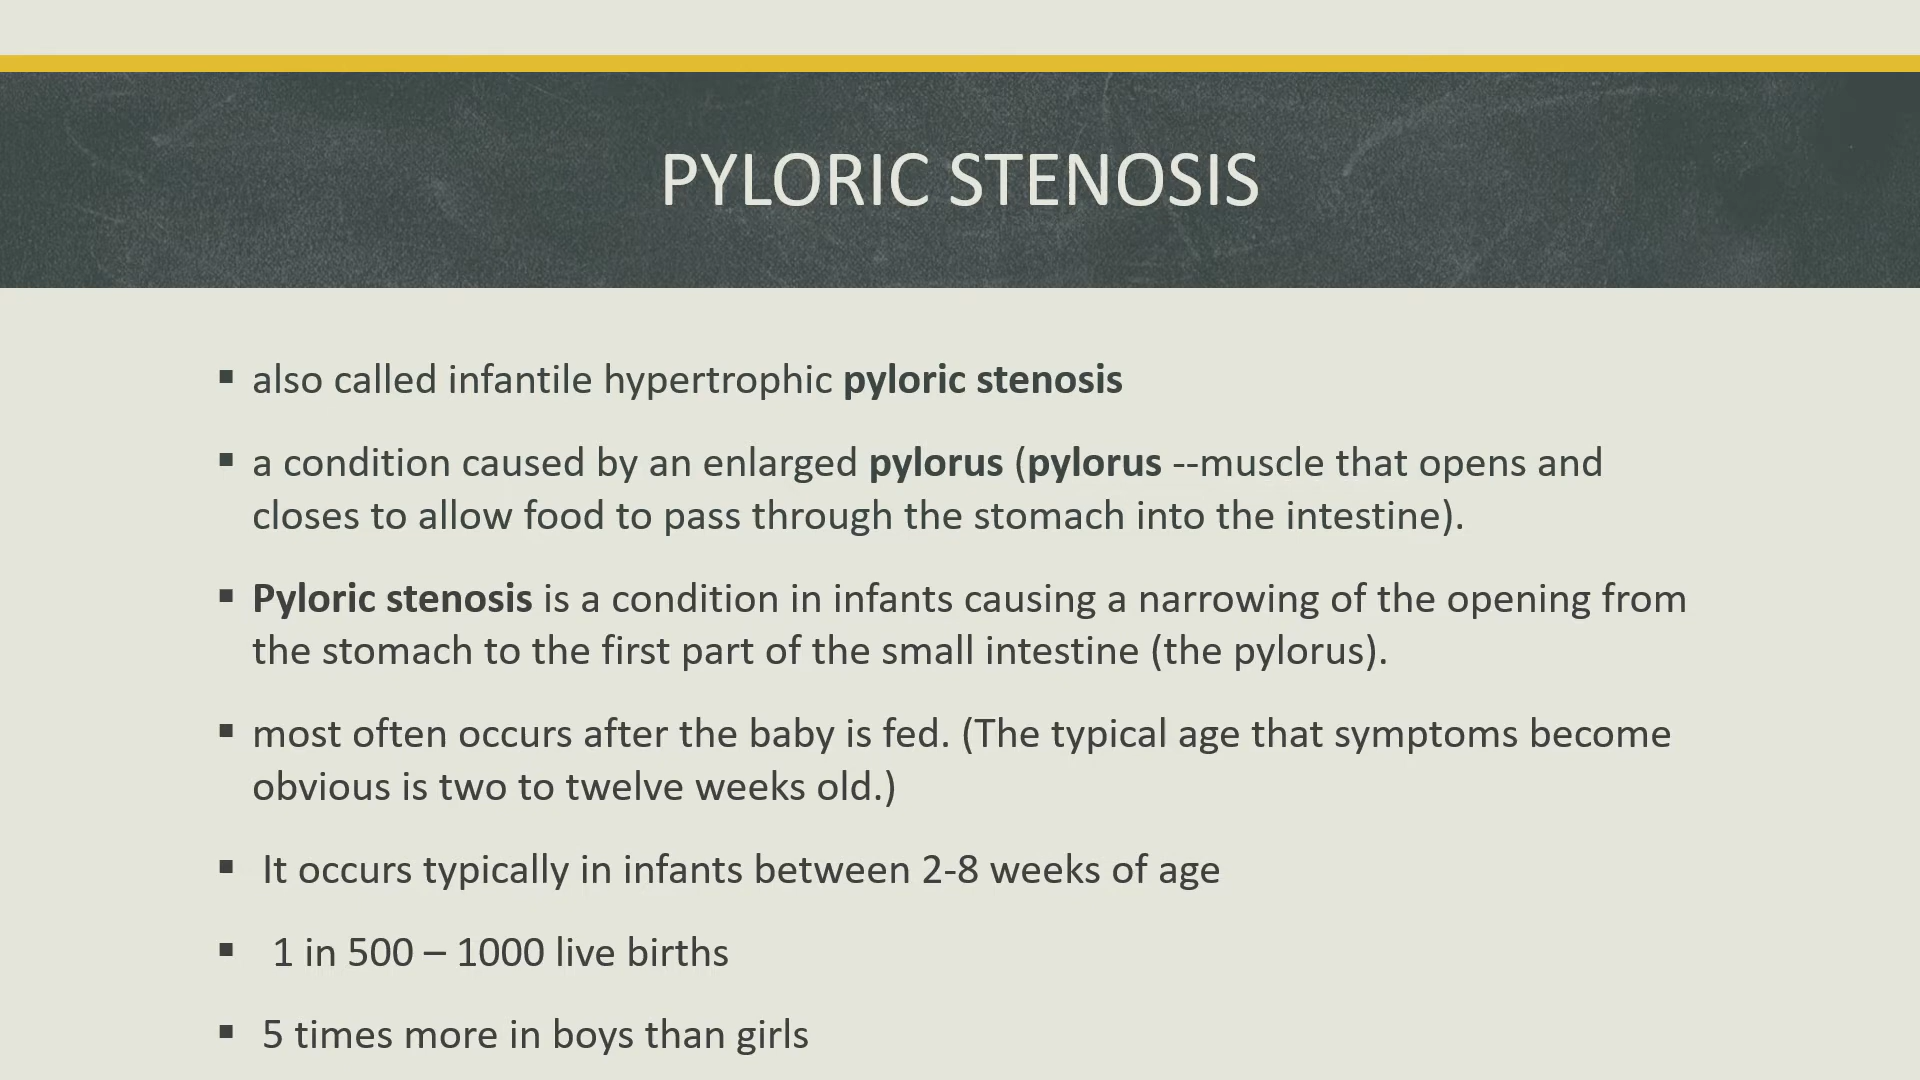 PYLORIC STENOSIS
▪ also called infantile hypertrophic pyloric stenosis
▪ a condition caused by an enlarged pylorus (pylorus --muscle that opens and
closes to allow food to pass through the stomach into the intestine).
▪ Pyloric stenosis is a condition in infants causing a narrowing of the opening from
the stomach to the first part of the small intestine (the pylorus).
▪ most often occurs after the baby is fed. (The typical age that symptoms become
obvious is two to twelve weeks old.)
▪ It occurs typically in infants between 2-8 weeks of age
▪ 1 in 500 – 1000 live births
▪ 5 times more in boys than girls